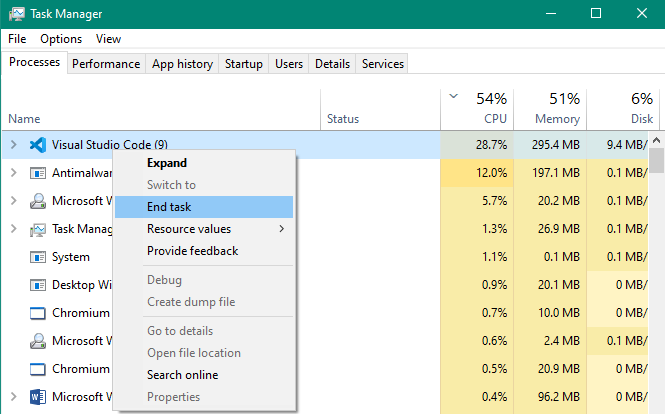 Task Manager
File Options View
Processes Performance App history Startup Users Details Services
54% 51% 6%
Name Status CPU Memory Disk
Visual Studio Code (9) 28.7% 295.4 MB 9.4 MB/
Antimalwa 12.0% 197.1 MB 0.1 MB/
Microsoft W 5.7% 20.2 MB 0.1 MB/
Task Manag 1.3% 26.9 MB 0.1 MB/
System 1.1% 0.1 MB 0.1 MB/
Desktop Wi 0.9% 20.1 MB 0 MB/
Chromium 0.7% 10.0 MB 0 MB/
Microsoft W 0.6% 2.4 MB 0.1 MB/
Chromium 0.5% 20.9 MB 0 MB/
Microsoft W 0.4% 96.2 MB 0 MB/
Expand
Switch to
End task
Resource values
Provide feedback
Debug
Create dump file
Go to details
Open file location
Search online
Properties